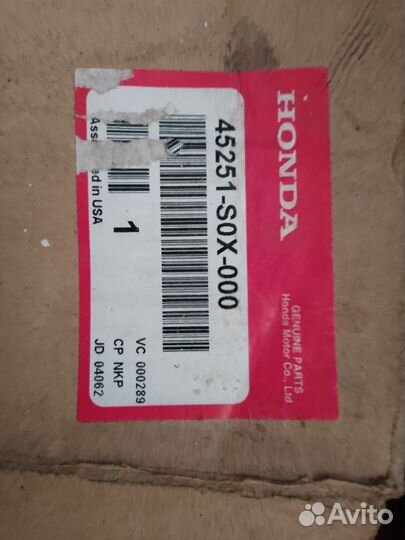 HONDA
GENUINE PARTS
Honda Motor Co., Ltd.
45251-S0X-000
1
in USA
VC 000289
CP NKP
JD 04062
Avito